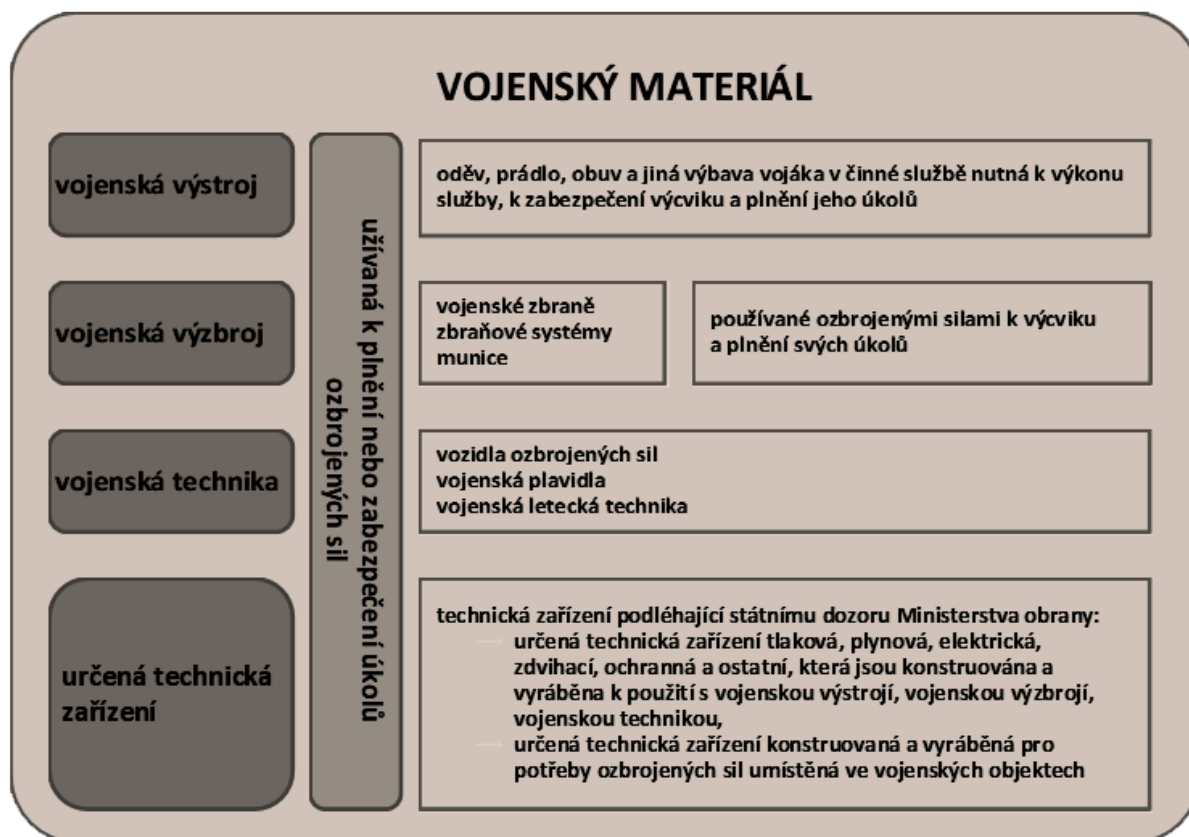 VOJENSKÝ MATERIÁL
vojenská výstroj
užívaná k plnění nebo zabezpečení úkolů
ozbrojených sil
oděv, prádlo, obuv a jiná výbava vojáka v činné službě nutná k výkonu
služby, k zabezpečení výcviku a plnění jeho úkolů
vojenská výzbroj
vojenské zbraně
zbraňové systémy
munice
používané ozbrojenými silami k výcviku
a plnění svých úkolů
vojenská technika
vozidla ozbrojených sil
vojenská plavidla
vojenská letecká technika
určená technická
zařízení
technická zařízení podléhající státnímu dozoru Ministerstva obrany:
→ určená technická zařízení tlaková, plynová, elektrická,
zdvihací, ochranná a ostatní, která jsou konstruována a
vyráběna k použití s vojenskou výstrojí, vojenskou výzbrojí,
vojenskou technikou,
→ určená technická zařízení konstruovaná a vyráběná pro
potřeby ozbrojených sil umístěná ve vojenských objektech